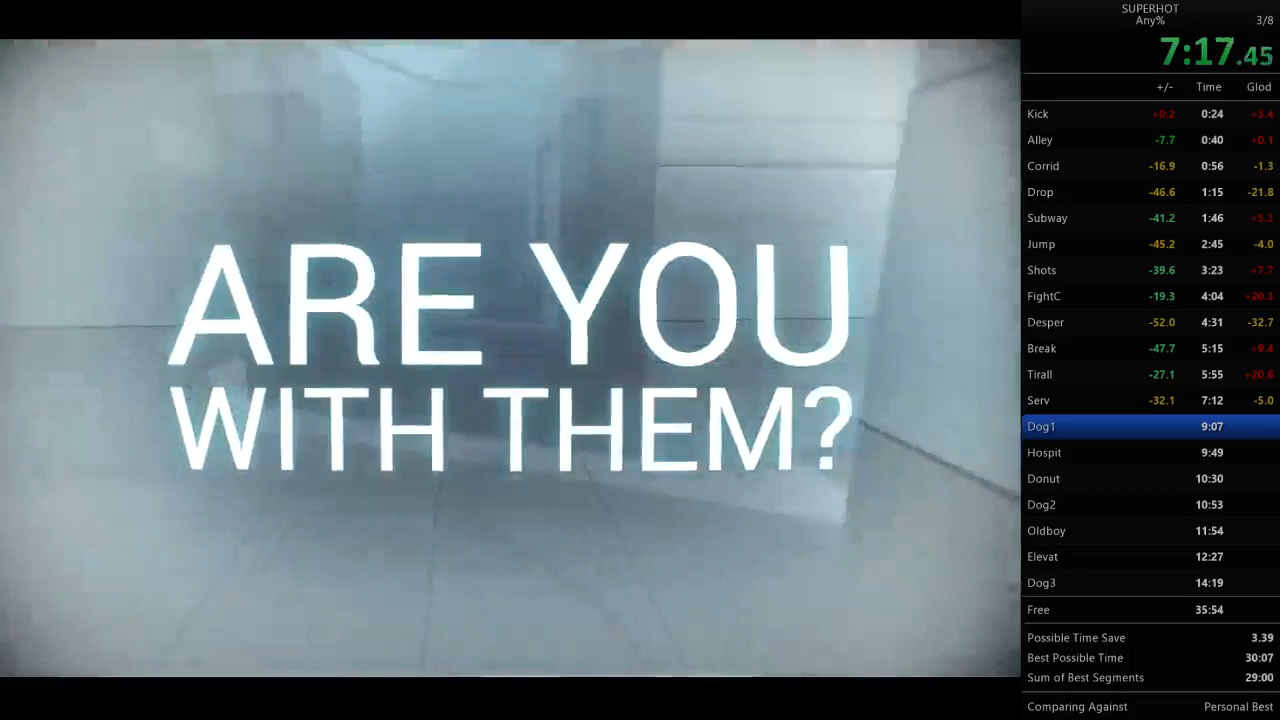 SUPERHOT
Any% 3/8
7:17.45
+/- Time Glod
Kick +0.2 0:24 +3.4
Alley -7.7 0:40 +0.1
Corrid -16.9 0:56 -1.3
Drop -46.6 1:15 -21.8
Subway -41.2 1:46 +5.3
Jump -45.2 2:45 -4.0
Shots -39.6 3:23 +7.7
FightC -19.3 4:04 +20.3
Desper -52.0 4:31 -32.7
Break -47.7 5:15 +9.4
Tirall -27.1 5:55 +20.6
Serv -32.1 7:12 -5.0
Dog1 9:07
Hospit 9:49
Donut 10:30
Dog2 10:53
Oldboy 11:54
Elevat 12:27
Dog3 14:19
Free 35:54
Possible Time Save 3.39
Best Possible Time 30:07
Sum of Best Segments 29:00
Comparing Against Personal Best
ARE YOU
WITH THEM?